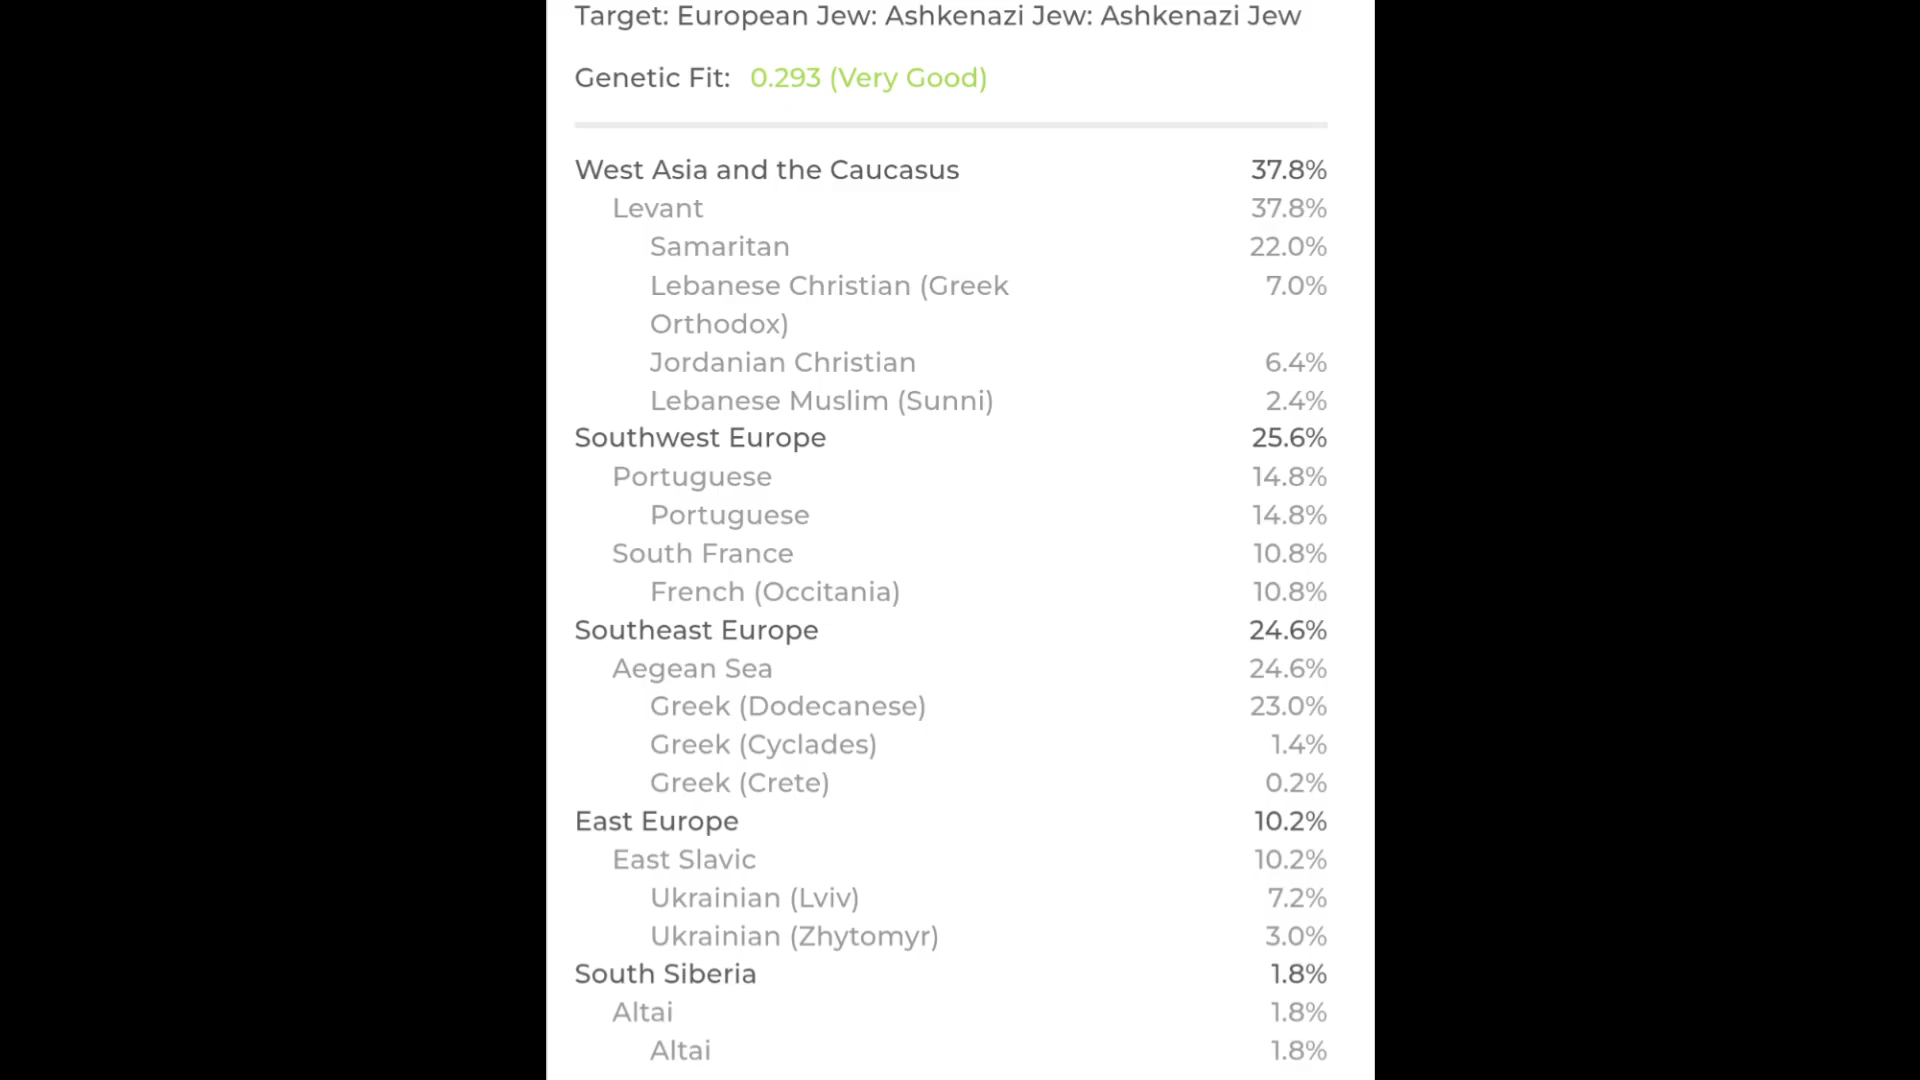 Target: European Jew: Ashkenazi Jew: Ashkenazi Jew
Genetic Fit: 0.293 (Very Good)
West Asia and the Caucasus 37.8%
Levant 37.8%
Samaritan 22.0%
Lebanese Christian (Greek 7.0%
Orthodox)
Jordanian Christian 6.4%
Lebanese Muslim (Sunni) 2.4%
Southwest Europe 25.6%
Portuguese 14.8%
Portuguese 14.8%
South France 10.8%
French (Occitania) 10.8%
Southeast Europe 24.6%
Aegean Sea 24.6%
Greek (Dodecanese) 23.0%
Greek (Cyclades) 1.4%
Greek (Crete) 0.2%
East Europe 10.2%
East Slavic 10.2%
Ukrainian (Lviv) 7.2%
Ukrainian (Zhytomyr) 3.0%
South Siberia 1.8%
Altai 1.8%
Altai 1.8%